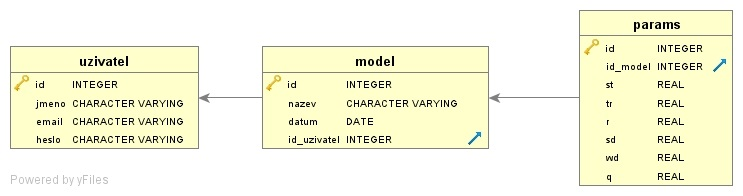 uzivatel
id INTEGER
jmeno CHARACTER VARYING
email CHARACTER VARYING
heslo CHARACTER VARYING
model
id INTEGER
nazev CHARACTER VARYING
datum DATE
id_uzivatel INTEGER
params
id INTEGER
id_model INTEGER
st REAL
tr REAL
r REAL
sd REAL
wd REAL
q REAL
Powered by yFiles